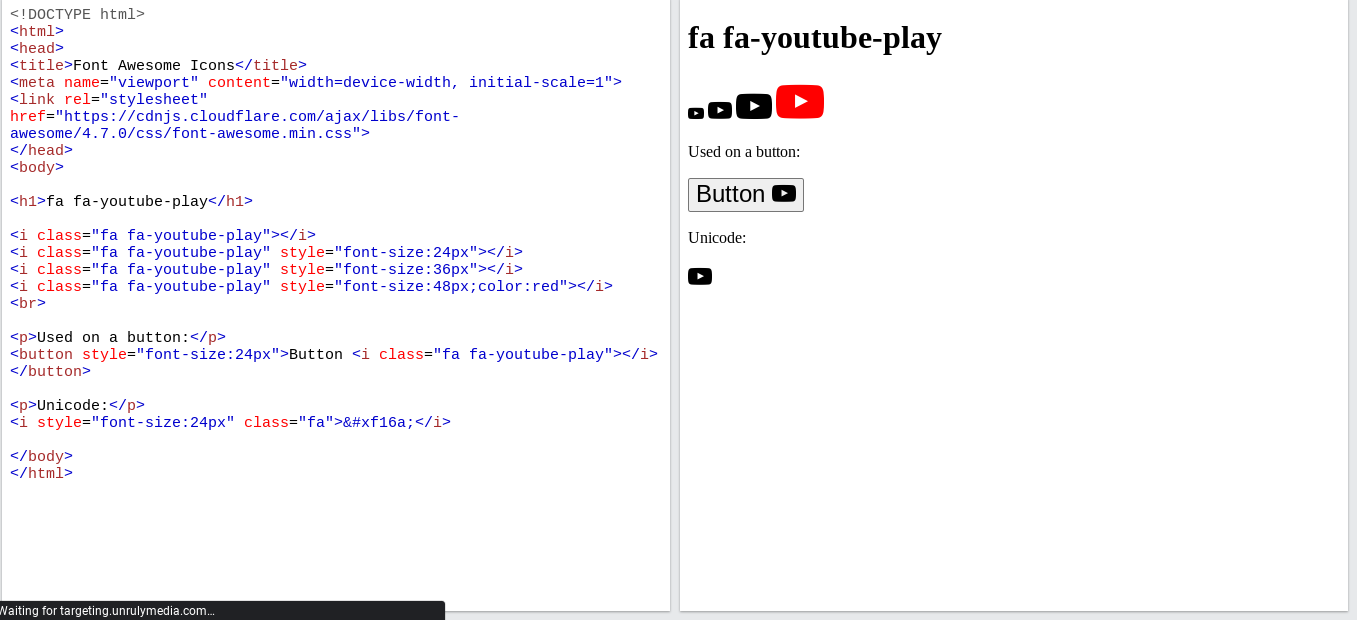 <!DOCTYPE html>
<html>
<head>
<title>Font Awesome Icons</title>
<meta name="viewport" content="width=device-width, initial-scale=1">
<link rel="stylesheet"
href="https://cdnjs.cloudflare.com/ajax/libs/font-
awesome/4.7.0/css/font-awesome.min.css">
</head>
<body>
<h1>fa fa-youtube-play</h1>
<i class="fa fa-youtube-play"></i>
<i class="fa fa-youtube-play" style="font-size:24px"></i>
<i class="fa fa-youtube-play" style="font-size:36px"></i>
<i class="fa fa-youtube-play" style="font-size:48px;color:red"></i>
<br>
<p>Used on a button:</p>
<button style="font-size:24px">Button <i class="fa fa-youtube-play"></i>
</button>
<p>Unicode:</p>
<i style="font-size:24px" class="fa">&#xf16a;</i>
</body>
</html>
Waiting for targeting.unrulymedia.com…
fa fa-youtube-play
Used on a button:
Button
Unicode: